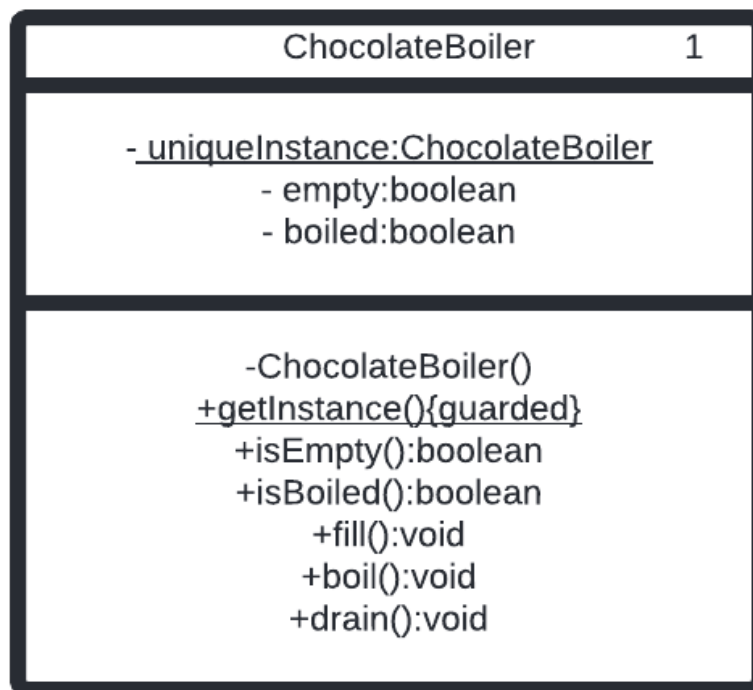 ChocolateBoiler 1
- uniqueInstance:ChocolateBoiler
- empty:boolean
- boiled:boolean
-ChocolateBoiler()
+getInstance(){guarded}
+isEmpty():boolean
+isBoiled():boolean
+fill():void
+boil():void
+drain():void